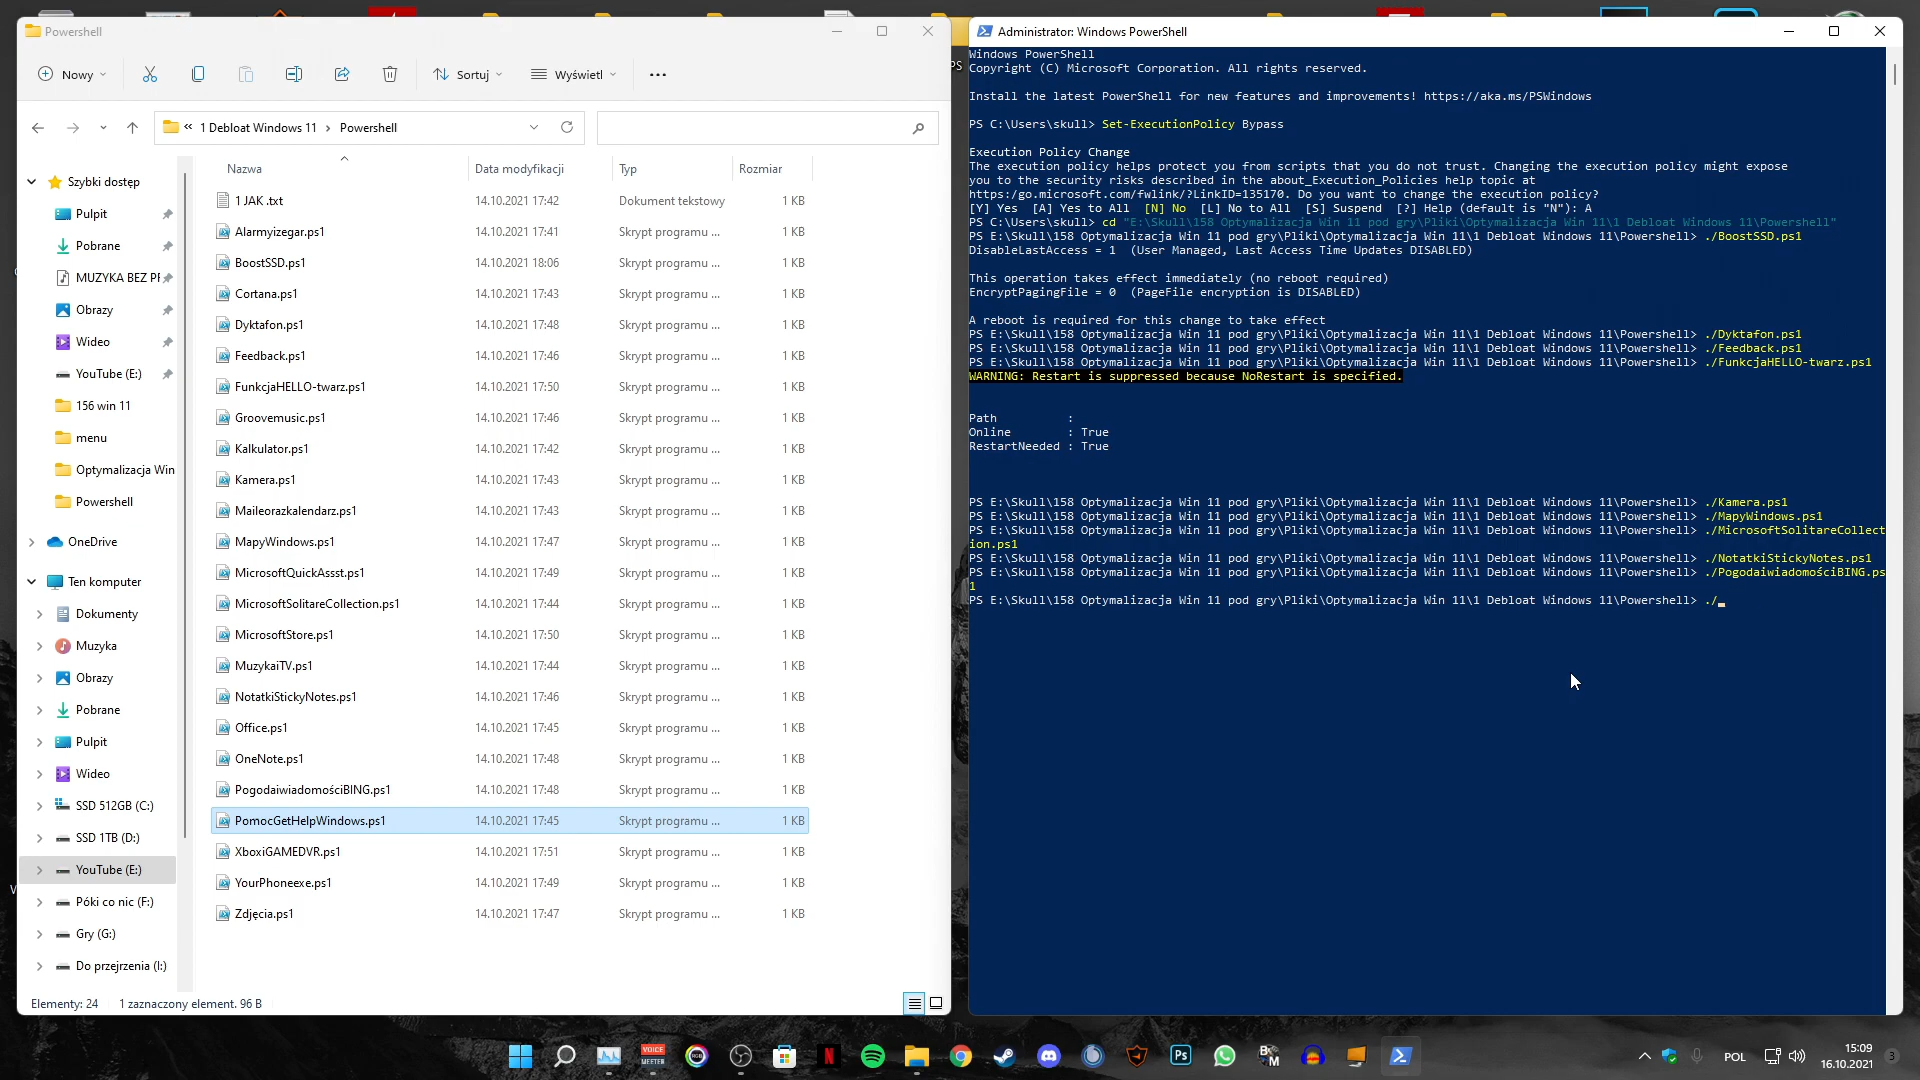 Powershell
Nowy
Sortuj
Wyświetl
« 1 Debloat Windows 11 › Powershell
Nazwa
Data modyfikacji
Typ
Rozmiar
Szybki dostęp
Pulpit
Pobrane
MUZYKA BEZ PF
Obrazy
Wideo
YouTube (E:)
156 win 11
menu
Optymalizacja Win
Powershell
OneDrive
Ten komputer
Dokumenty
Muzyka
Obrazy
Pobrane
Pulpit
Wideo
SSD 512GB (C:)
SSD 1TB (D:)
YouTube (E:)
Póki co nic (F:)
Gry (G:)
Do przejrzenia (I:)
1 JAK .txt 14.10.2021 17:42 Dokument tekstowy 1 KB
Alarmyizegar.ps1 14.10.2021 17:41 Skrypt programu ... 1 KB
BoostSSD.ps1 14.10.2021 18:06 Skrypt programu ... 1 KB
Cortana.ps1 14.10.2021 17:43 Skrypt programu ... 1 KB
Dyktafon.ps1 14.10.2021 17:48 Skrypt programu ... 1 KB
Feedback.ps1 14.10.2021 17:46 Skrypt programu ... 1 KB
FunkcjaHELLO-twarz.ps1 14.10.2021 17:50 Skrypt programu ... 1 KB
Groovemusic.ps1 14.10.2021 17:46 Skrypt programu ... 1 KB
Kalkulator.ps1 14.10.2021 17:42 Skrypt programu ... 1 KB
Kamera.ps1 14.10.2021 17:43 Skrypt programu ... 1 KB
Maileorazkalendarz.ps1 14.10.2021 17:43 Skrypt programu ... 1 KB
MapyWindows.ps1 14.10.2021 17:47 Skrypt programu ... 1 KB
MicrosoftQuickAssst.ps1 14.10.2021 17:49 Skrypt programu ... 1 KB
MicrosoftSolitareCollection.ps1 14.10.2021 17:44 Skrypt programu ... 1 KB
MicrosoftStore.ps1 14.10.2021 17:50 Skrypt programu ... 1 KB
MuzykaiTV.ps1 14.10.2021 17:44 Skrypt programu ... 1 KB
NotatkiStickyNotes.ps1 14.10.2021 17:46 Skrypt programu ... 1 KB
Office.ps1 14.10.2021 17:45 Skrypt programu ... 1 KB
OneNote.ps1 14.10.2021 17:48 Skrypt programu ... 1 KB
PogodaiwiadomościBING.ps1 14.10.2021 17:48 Skrypt programu ... 1 KB
PomocGetHelpWindows.ps1 14.10.2021 17:45 Skrypt programu ... 1 KB
XboxiGAMEDVR.ps1 14.10.2021 17:51 Skrypt programu ... 1 KB
YourPhoneexe.ps1 14.10.2021 17:49 Skrypt programu ... 1 KB
Zdjęcia.ps1 14.10.2021 17:47 Skrypt programu ... 1 KB
Elementy: 24 1 zaznaczony element. 96 B
PS
Administrator: Windows PowerShell
Windows PowerShell
Copyright (C) Microsoft Corporation. All rights reserved.
Install the latest PowerShell for new features and improvements! https://aka.ms/PSWindows
PS C:\Users\skull> Set-ExecutionPolicy Bypass
Execution Policy Change
The execution policy helps protect you from scripts that you do not trust. Changing the execution policy might expose
you to the security risks described in the about_Execution_Policies help topic at
https:/go.microsoft.com/fwlink/?LinkID=135170. Do you want to change the execution policy?
[Y] Yes [A] Yes to All [N] No [L] No to All [S] Suspend [?] Help (default is "N"): A
PS C:\Users\skull> cd "E:\Skull\158 Optymalizacja Win 11 pod gry\Pliki\Optymalizacja Win 11\1 Debloat Windows 11\Powershell"
PS E:\Skull\158 Optymalizacja Win 11 pod gry\Pliki\Optymalizacja Win 11\1 Debloat Windows 11\Powershell> ./BoostSSD.ps1
DisableLastAccess = 1 (User Managed, Last Access Time Updates DISABLED)
This operation takes effect immediately (no reboot required)
EncryptPagingFile = 0 (PageFile encryption is DISABLED)
A reboot is required for this change to take effect
PS E:\Skull\158 Optymalizacja Win 11 pod gry\Pliki\Optymalizacja Win 11\1 Debloat Windows 11\Powershell> ./Dyktafon.ps1
PS E:\Skull\158 Optymalizacja Win 11 pod gry\Pliki\Optymalizacja Win 11\1 Debloat Windows 11\Powershell> ./Feedback.ps1
PS E:\Skull\158 Optymalizacja Win 11 pod gry\Pliki\Optymalizacja Win 11\1 Debloat Windows 11\Powershell> ./FunkcjaHELLO-twarz.ps1
WARNING: Restart is suppressed because NoRestart is specified.
Path :
Online : True
RestartNeeded : True
PS E:\Skull\158 Optymalizacja Win 11 pod gry\Pliki\Optymalizacja Win 11\1 Debloat Windows 11\Powershell> ./Kamera.ps1
PS E:\Skull\158 Optymalizacja Win 11 pod gry\Pliki\Optymalizacja Win 11\1 Debloat Windows 11\Powershell> ./MapyWindows.ps1
PS E:\Skull\158 Optymalizacja Win 11 pod gry\Pliki\Optymalizacja Win 11\1 Debloat Windows 11\Powershell> ./MicrosoftSolitareCollect
ion.ps1
PS E:\Skull\158 Optymalizacja Win 11 pod gry\Pliki\Optymalizacja Win 11\1 Debloat Windows 11\Powershell> ./NotatkiStickyNotes.ps1
PS E:\Skull\158 Optymalizacja Win 11 pod gry\Pliki\Optymalizacja Win 11\1 Debloat Windows 11\Powershell> ./PogodaiwiadomościBING.ps
1
PS E:\Skull\158 Optymalizacja Win 11 pod gry\Pliki\Optymalizacja Win 11\1 Debloat Windows 11\Powershell> ./_
VOICE
MEETER
Ps
POL
15:09
16.10.2021
3